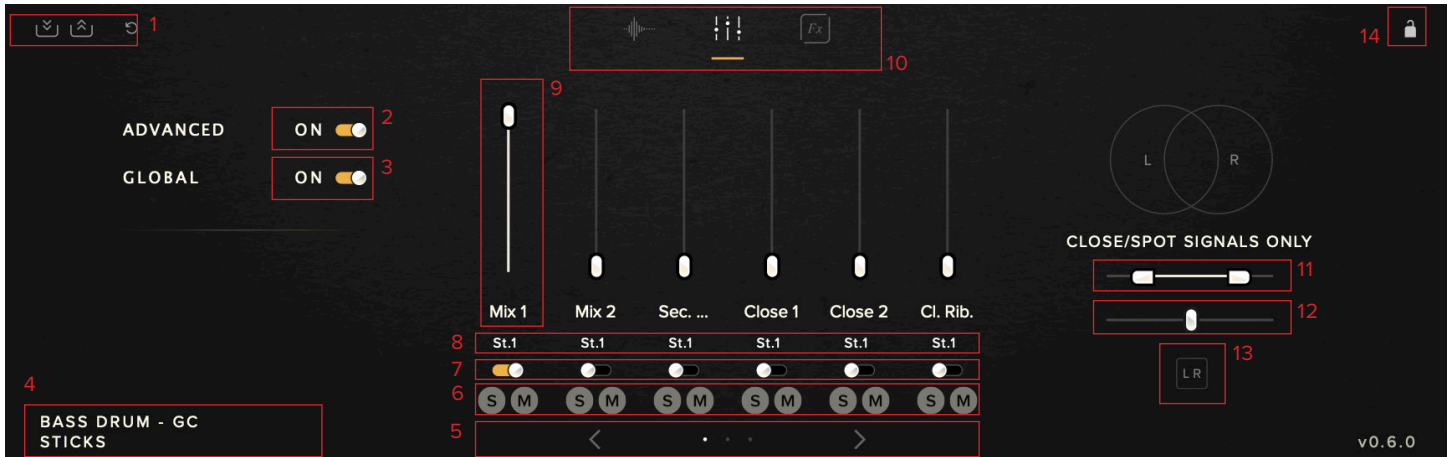 1
Fx
10
14
9
ADVANCED ON 2
GLOBAL ON 3
L R
CLOSE/SPOT SIGNALS ONLY
11
Mix 1 Mix 2 Sec. ... Close 1 Close 2 Cl. Rib.
12
8 St.1 St.1 St.1 St.1 St.1 St.1
13
7
L R
6 S M S M S M S M S M S M
4
5
BASS DRUM - GC
STICKS
v0.6.0